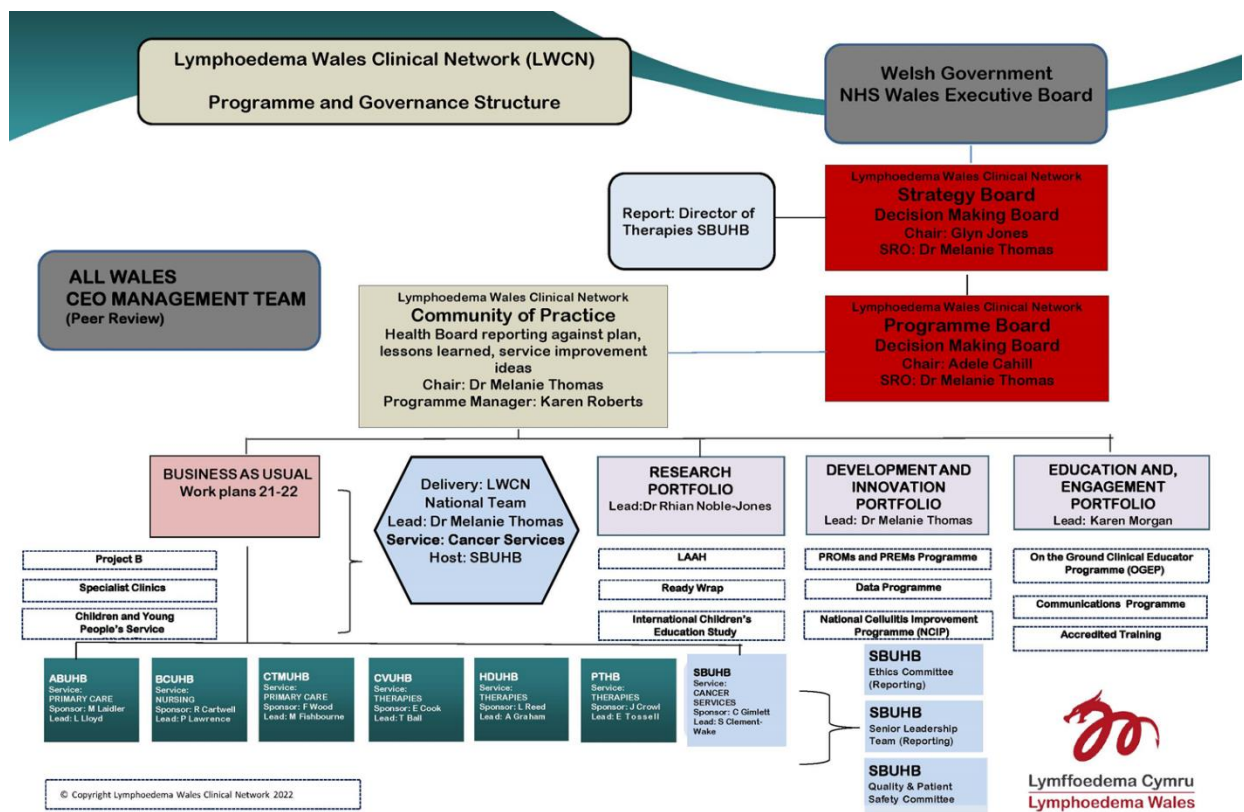 Lymphoedema Wales Clinical Network (LWCN)
Programme and Governance Structure
Welsh Government
NHS Wales Executive Board
Report: Director of
Therapies SBUHB
Lymphoedema Wales Clinical Network
Strategy Board
Decision Making Board
Chair: Glyn Jones
SRO: Dr Melanie Thomas
ALL WALES
CEO MANAGEMENT TEAM
(Peer Review)
Lymphoedema Wales Clinical Network
Community of Practice
Health Board reporting against plan,
lessons learned, service improvement
ideas
Chair: Dr Melanie Thomas
Programme Manager: Karen Roberts
Lymphoedema Wales Clinical Network
Programme Board
Decision Making Board
Chair: Adele Cahill
SRO: Dr Melanie Thomas
BUSINESS AS USUAL
Work plans 21-22
Project B
Specialist Clinics
Children and Young
People's Service
Delivery: LWCN
National Team
Lead: Dr Melanie Thomas
Service: Cancer Services
Host: SBUHB
RESEARCH
PORTFOLIO
Lead:Dr Rhian Noble-Jones
LAAH
Ready Wrap
International Children's
Education Study
DEVELOPMENT AND
INNOVATION
PORTFOLIO
Lead: Dr Melanie Thomas
PROMs and PREMs Programme
Data Programme
National Cellulitis Improvement
Programme (NCIP)
EDUCATION AND,
ENGAGEMENT
PORTFOLIO
Lead: Karen Morgan
On the Ground Clinical Educator
Programme (OGEP)
Communications Programme
Accredited Training
ABUHB
Service:
PRIMARY CARE
Sponsor: M Laidler
Lead: L Lloyd
BCUHB
Service:
NURSING
Sponsor: R Cartwell
Lead: P Lawrence
CTMUHB
Service:
PRIMARY CARE
Sponsor: F Wood
Lead: M Fishbourne
CVUHB
Service:
THERAPIES
Sponsor: E Cook
Lead: T Ball
HDUHB
Service:
THERAPIES
Sponsor: L Reed
Lead: A Graham
PTHB
Service:
THERAPIES
Sponsor: J Crowl
Lead: E Tossell
SBUHB
Service:
CANCER
SERVICES
Sponsor: C Gimlett
Lead: S Clement-
Wake
SBUHB
Ethics Committee
(Reporting)
SBUHB
Senior Leadership
Team (Reporting)
SBUHB
Quality & Patient
Safety Committee
© Copyright Lymphoedema Wales Clinical Network 2022
Lymffoedema Cymru
Lymphoedema Wales